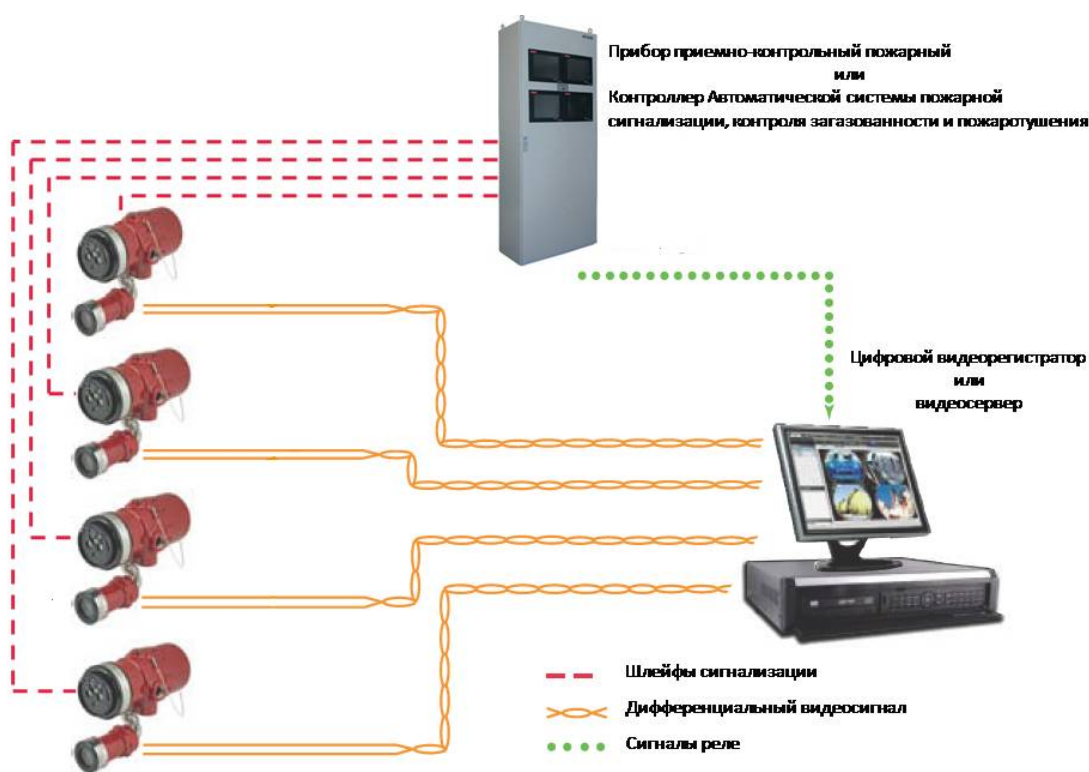 Прибор приемно-контрольный пожарный
или
Контроллер Автоматической системы пожарной
сигнализации, контроля загазованности и пожаротушения
Цифровой видеорегистратор
или
видеосервер
Шлейфы сигнализации
Дифференциальный видеосигнал
Сигналы реле